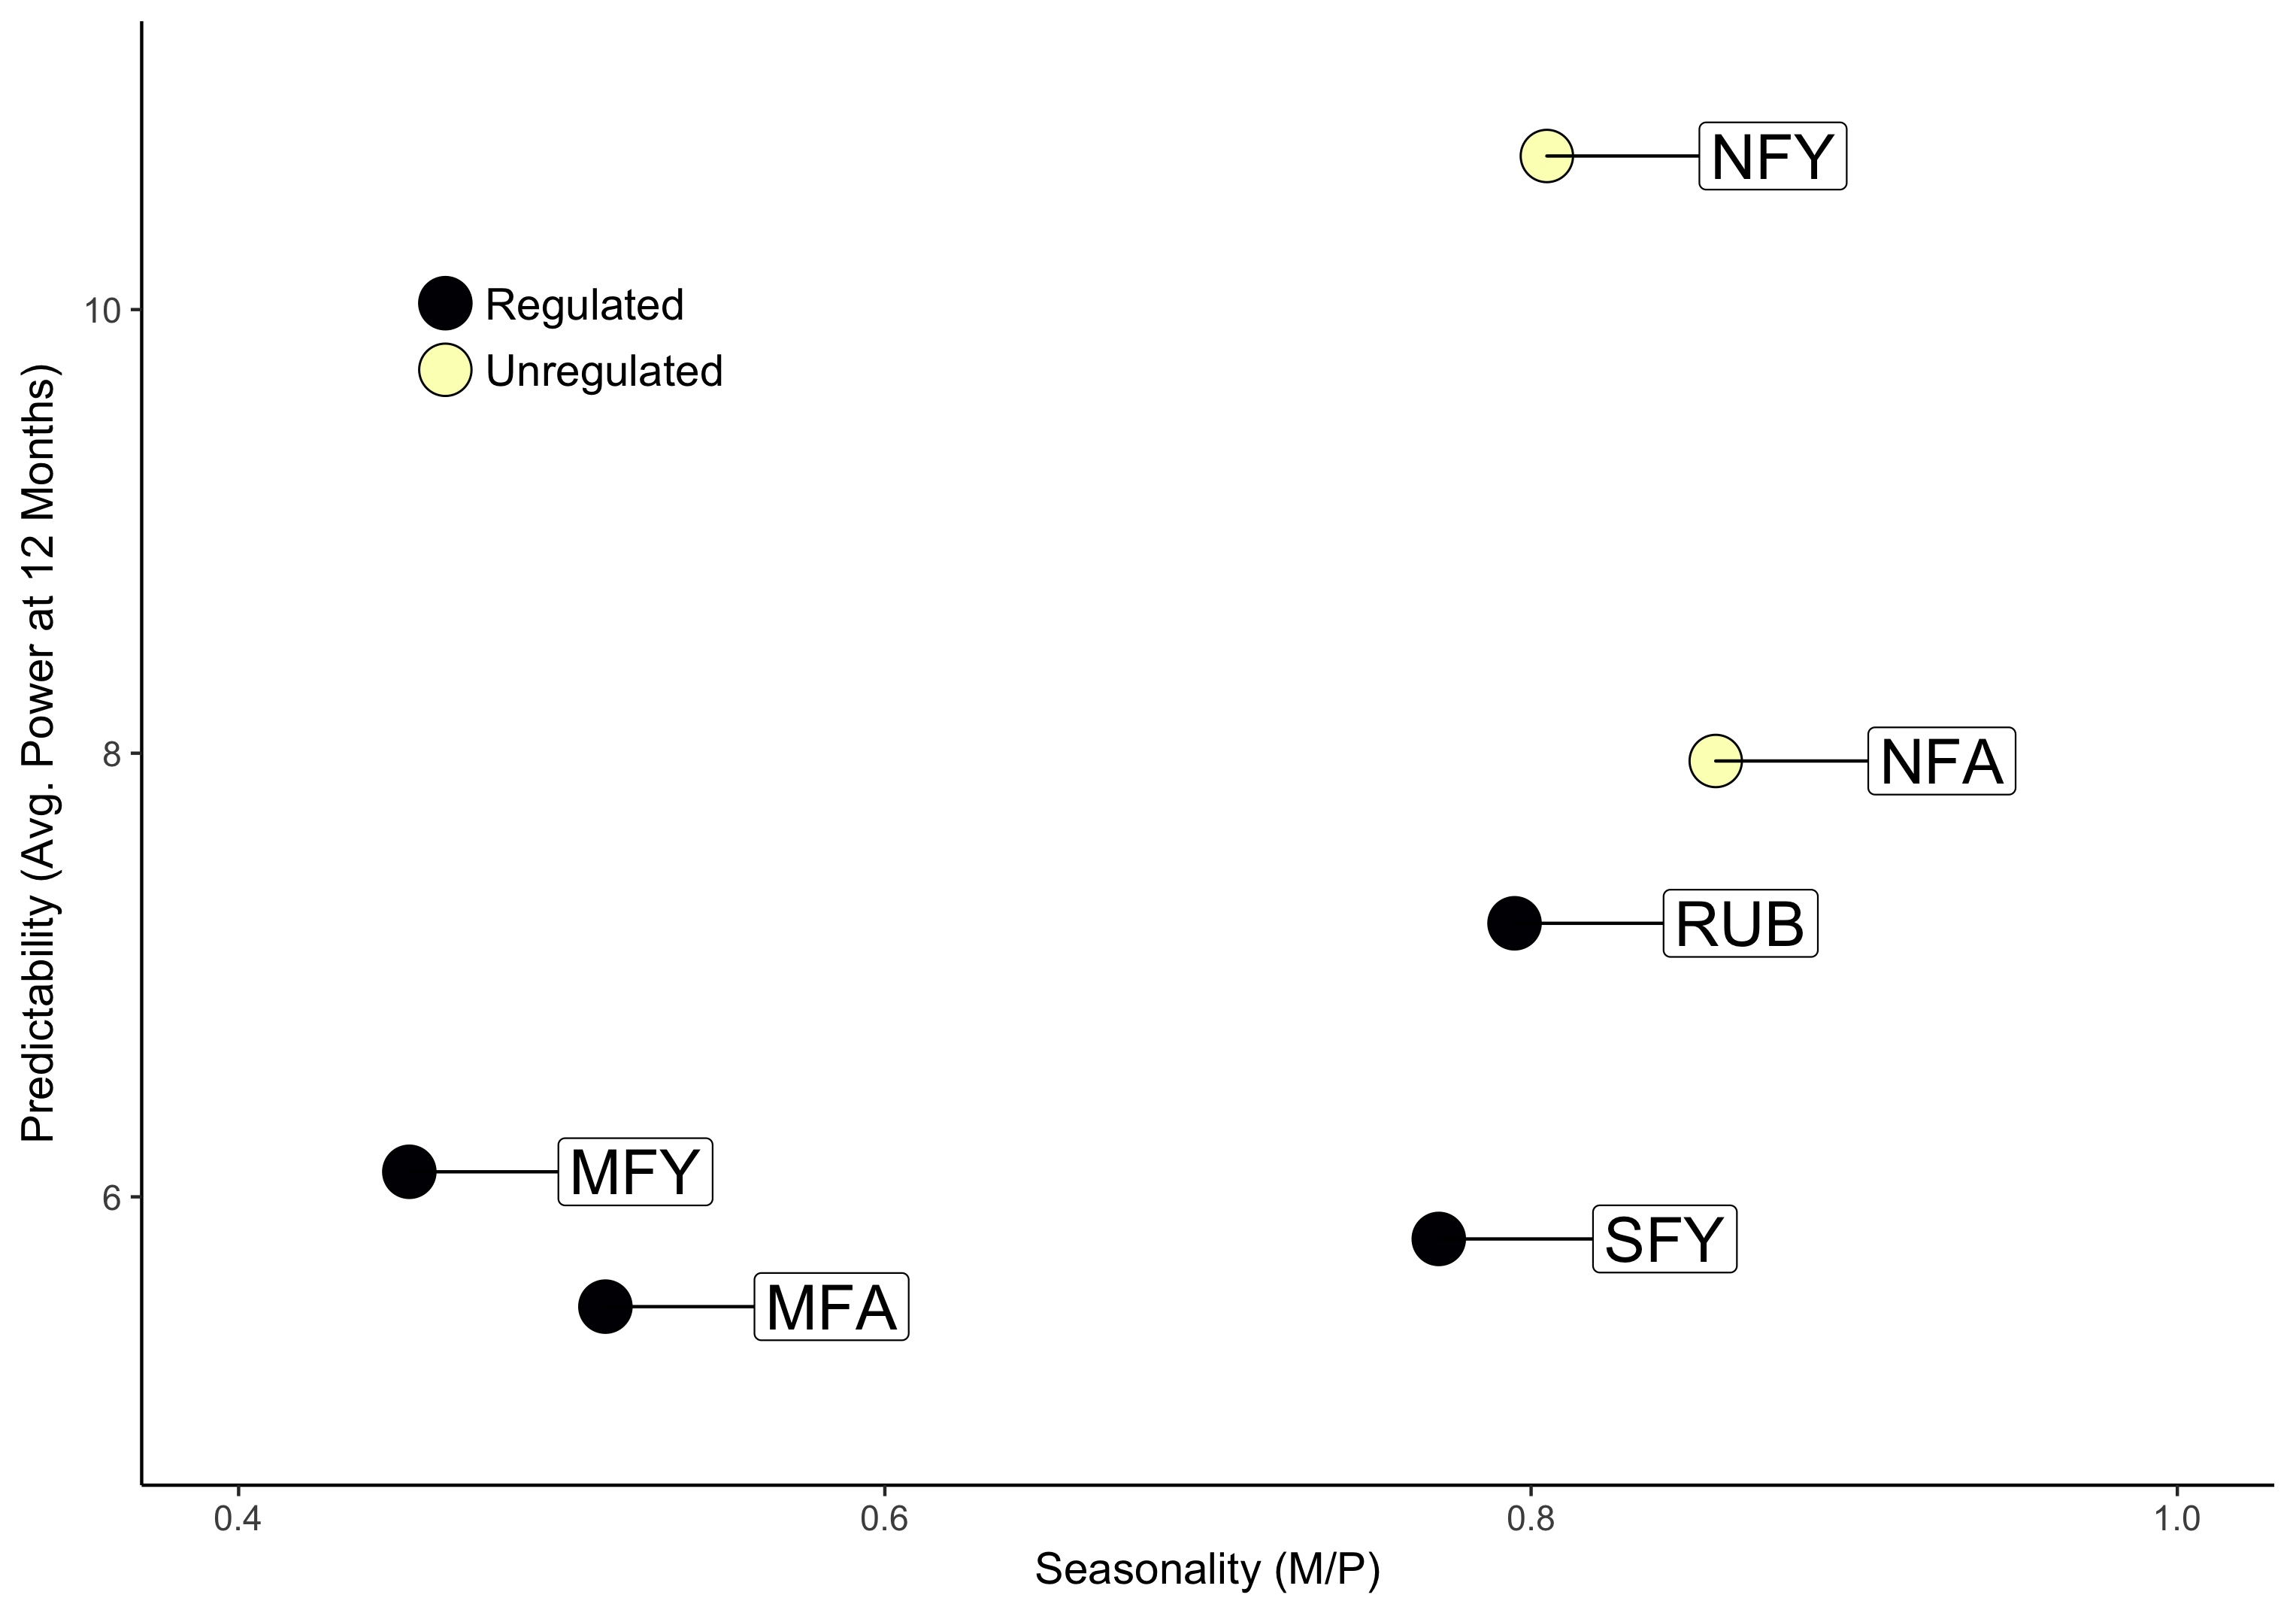 NFY
10
Regulated
Unregulated
Predictability (Avg. Power at 12 Months)
8
NFA
RUB
MFY
6
SFY
MFA
0.4
0.6
0.8
1.0
Seasonality (M/P)